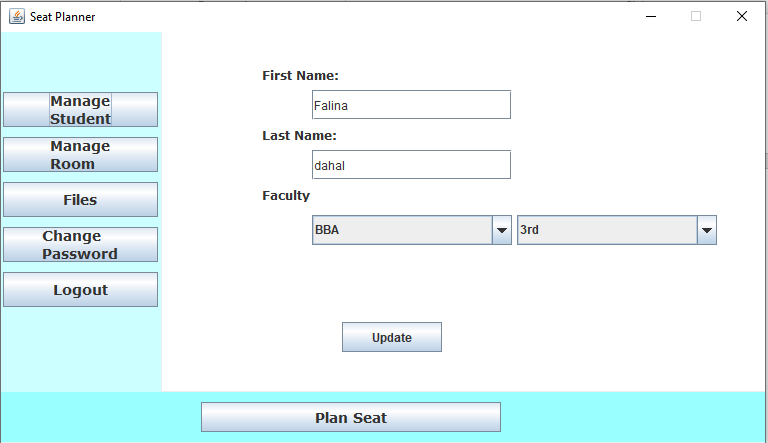 Seat Planner
Manage
Student
Manage
Room
Files
Change
Password
Logout
First Name:
Falina
Last Name:
dahal
Faculty
BBA
3rd
Update
Plan Seat